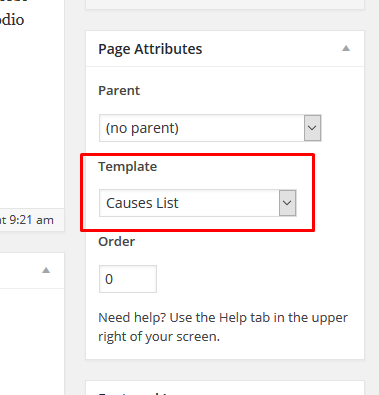 odio
Page Attributes
Parent
(no parent)
Template
Causes List
t 9:21 am
Order
0
Need help? Use the Help tab in the upper
right of your screen.